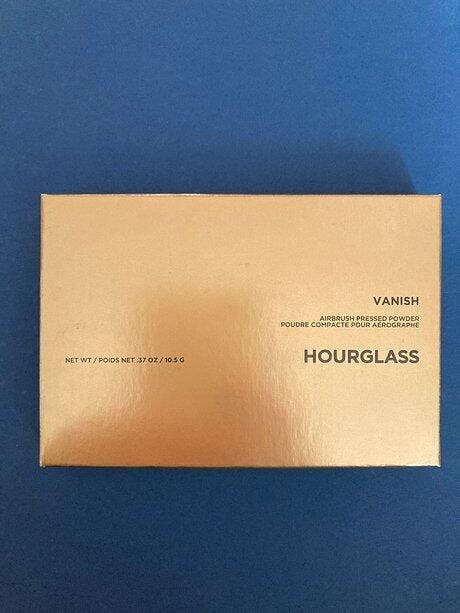 VANISH
AIRBRUSH PRESSED POWDER
POUDRE COMPACTE POUR AÉROGRAPHE
NET WT / POIDS NET .37 OZ / 10.5 G
HOURGLASS